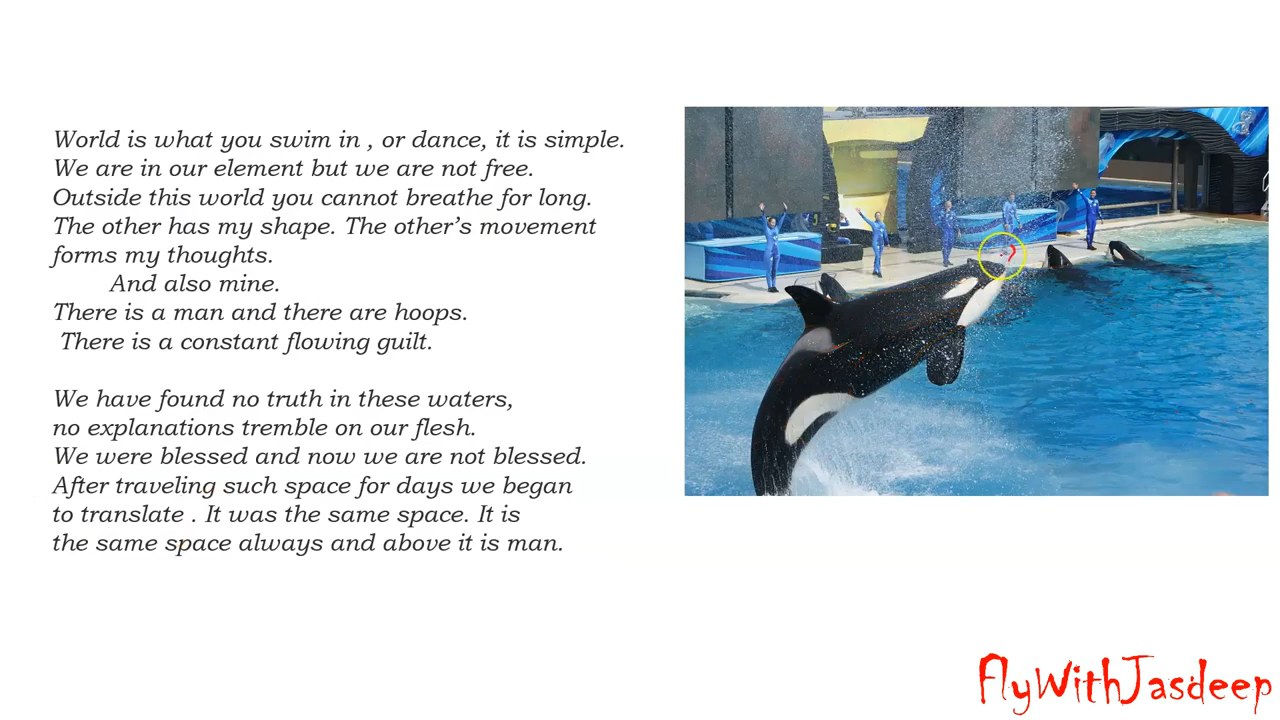 World is what you swim in , or dance, it is simple.
We are in our element but we are not free.
Outside this world you cannot breathe for long.
The other has my shape. The other's movement
forms my thoughts.
And also mine.
There is a man and there are hoops.
There is a constant flowing guilt.
We have found no truth in these waters,
no explanations tremble on our flesh.
We were blessed and now we are not blessed.
After traveling such space for days we began
to translate . It was the same space. It is
the same space always and above it is man.
FlyWithJasdeep